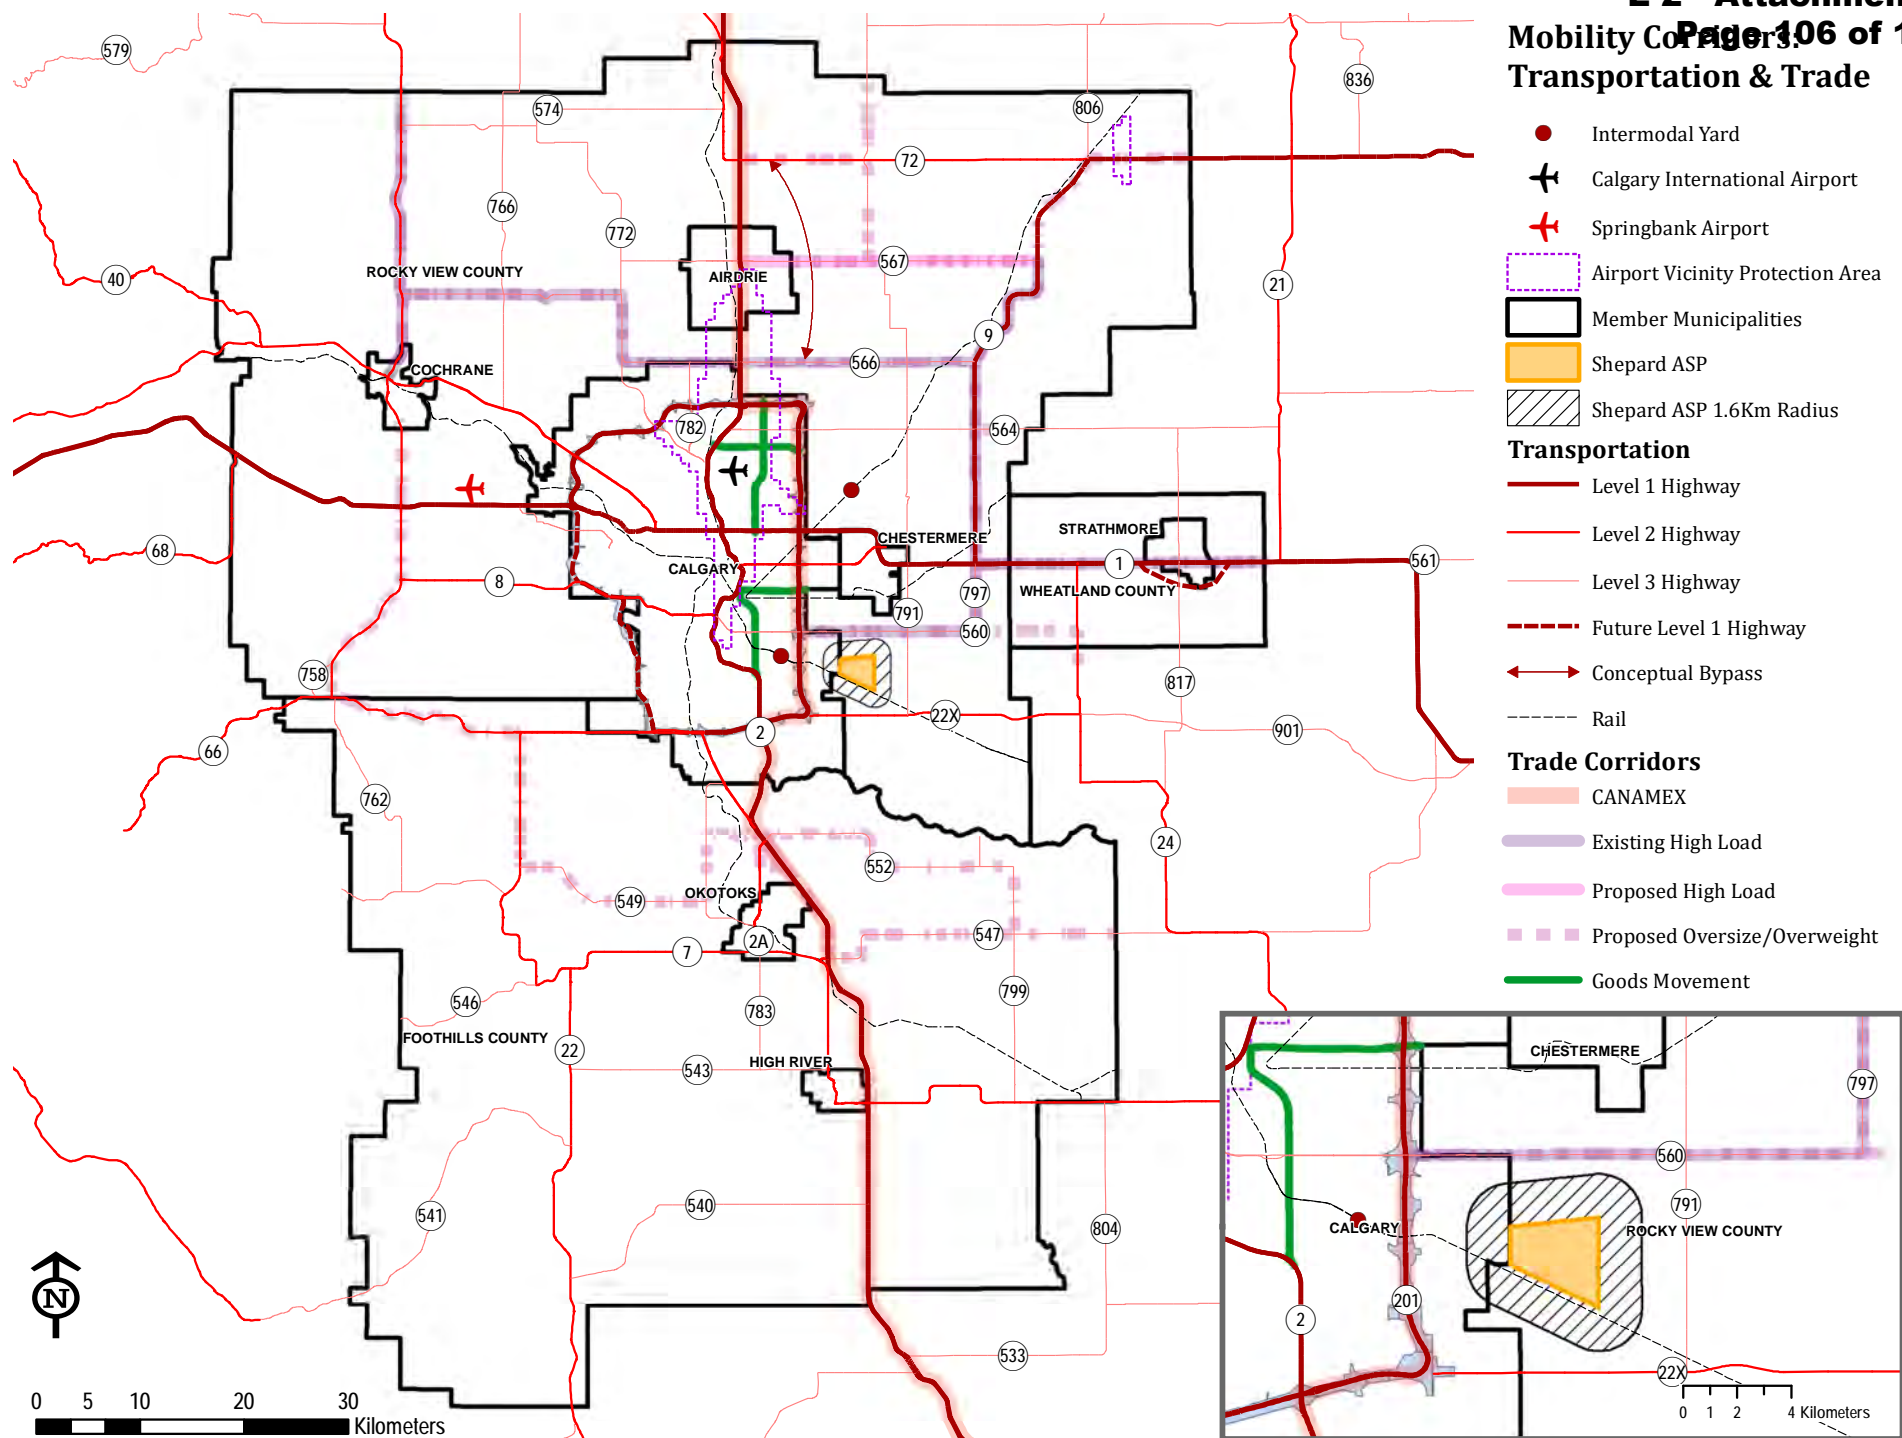 E-2 - Attachment
Page 106 of 1
Mobility Corridors:
Transportation & Trade
Intermodal Yard
Calgary International Airport
Springbank Airport
Airport Vicinity Protection Area
Member Municipalities
Shepard ASP
Shepard ASP 1.6Km Radius
Transportation
Level 1 Highway
Level 2 Highway
Level 3 Highway
Future Level 1 Highway
Conceptual Bypass
Rail
Trade Corridors
CANAMEX
Existing High Load
Proposed High Load
Proposed Oversize/Overweight
Goods Movement
579
574
806
836
72
766
772
567
ROCKY VIEW COUNTY
AIRDRIE
40
21
9
566
COCHRANE
782
564
STRATHMORE
CHESTERMERE
68
CALGARY
1
561
8
WHEATLAND COUNTY
797
791
560
758
817
22X
66
2
901
762
24
552
OKOTOKS
549
2A
547
7
546
783
799
FOOTHILLS COUNTY
22
543
HIGH RIVER
541
540
804
533
N
0 5 10 20 30
Kilometers
CHESTERMERE
797
560
791
CALGARY
ROCKY VIEW COUNTY
201
2
22X
0 1 2 4 Kilometers